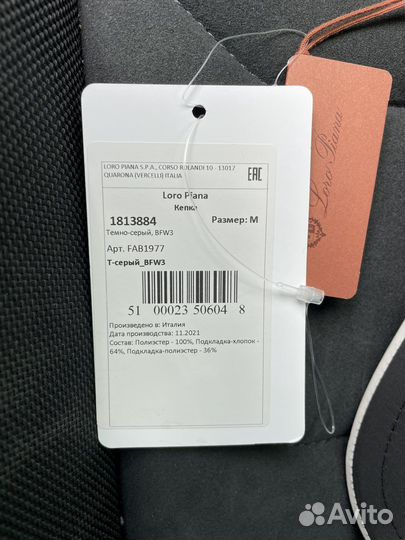 LORO PIANA S.P.A., CORSO ROLANDI 10 - 13017
QUARONA (VERCELLI) ITALIA
EAC
Loro Piana
Кепка
1813884 Размер: M
Темно-серый, BFW3
Арт. FAB1977
Т-серый_BFW3
51 00023 50604 8
Произведено в: Италия
Дата производства: 11.2021
Состав: Полиэстер - 100%, Подкладка-хлопок -
64%, Подкладка-полиэстер - 36%
Loro Piana
Avito